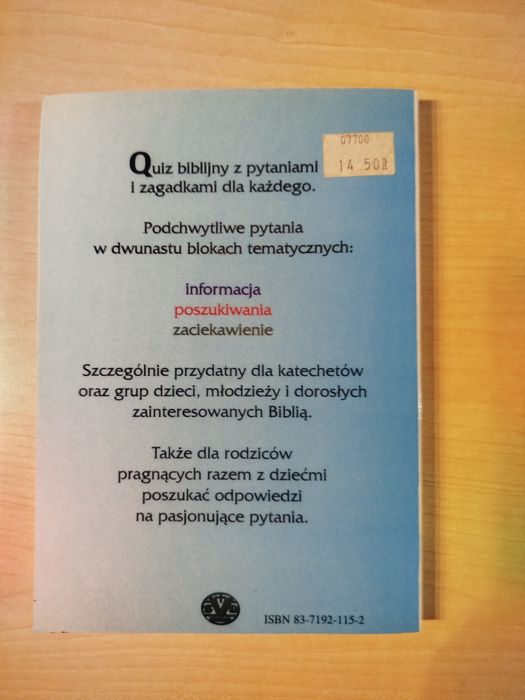 07700
14 50zł
Quiz biblijny z pytaniami
i zagadkami dla każdego.
Podchwytliwe pytania
w dwunastu blokach tematycznych:
informacja
poszukiwania
zaciekawienie
Szczególnie przydatny dla katechetów
oraz grup dzieci, młodzieży i dorosłych
zainteresowanych Biblią.
Także dla rodziców
pragnących razem z dziećmi
poszukać odpowiedzi
na pasjonujące pytania.
ISBN 83-7192-115-2